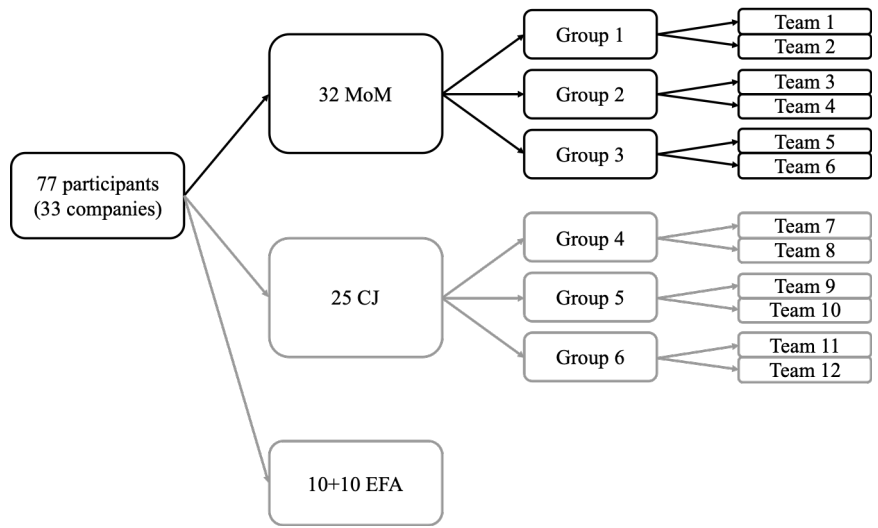 77 participants
(33 companies)
32 MoM
Group 1
Team 1
Team 2
Group 2
Team 3
Team 4
Group 3
Team 5
Team 6
25 CJ
Group 4
Team 7
Team 8
Group 5
Team 9
Team 10
Group 6
Team 11
Team 12
10+10 EFA